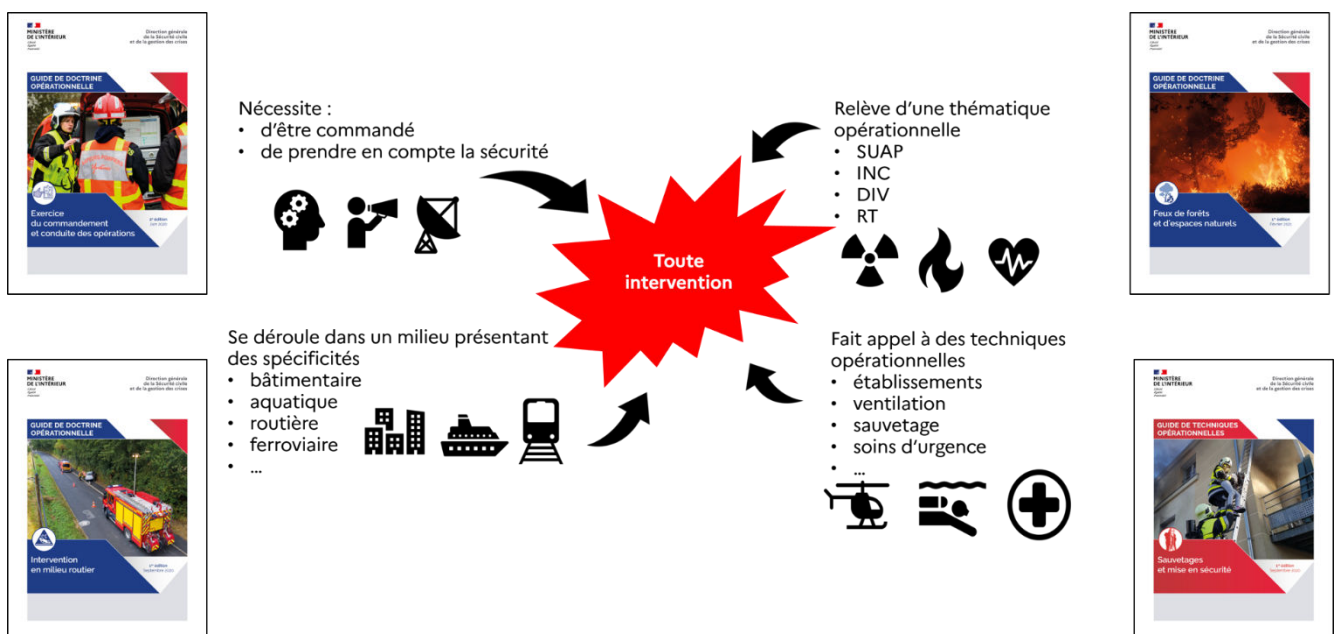 MINISTÈRE
DE L'INTÉRIEUR
Direction générale
de la Sécurité civile
et de la gestion des crises
GUIDE DE DOCTRINE
OPÉRATIONNELLE
Exercice
du commandement
et conduite des opérations
Nécessite :
• d'être commandé
• de prendre en compte la sécurité
Relève d'une thématique
opérationnelle
• SUAP
• INC
• DIV
• RT
MINISTÈRE
DE L'INTÉRIEUR
Direction générale
de la Sécurité civile
et de la gestion des crises
GUIDE DE DOCTRINE
OPÉRATIONNELLE
Feux de forêts
et d'espaces naturels
Toute
intervention
Se déroule dans un milieu présentant
des spécificités
• bâtimentaire
• aquatique
• routière
• ferroviaire
• ...
Fait appel à des techniques
opérationnelles
• établissements
• ventilation
• sauvetage
• soins d'urgence
• ...
MINISTÈRE
DE L'INTÉRIEUR
Direction générale
de la Sécurité civile
et de la gestion des crises
GUIDE DE DOCTRINE
OPÉRATIONNELLE
Intervention
en milieu routier
MINISTÈRE
DE L'INTÉRIEUR
Direction générale
de la Sécurité civile
et de la gestion des crises
GUIDE DE TECHNIQUES
OPÉRATIONNELLES
Sauvetages
et mise en sécurité